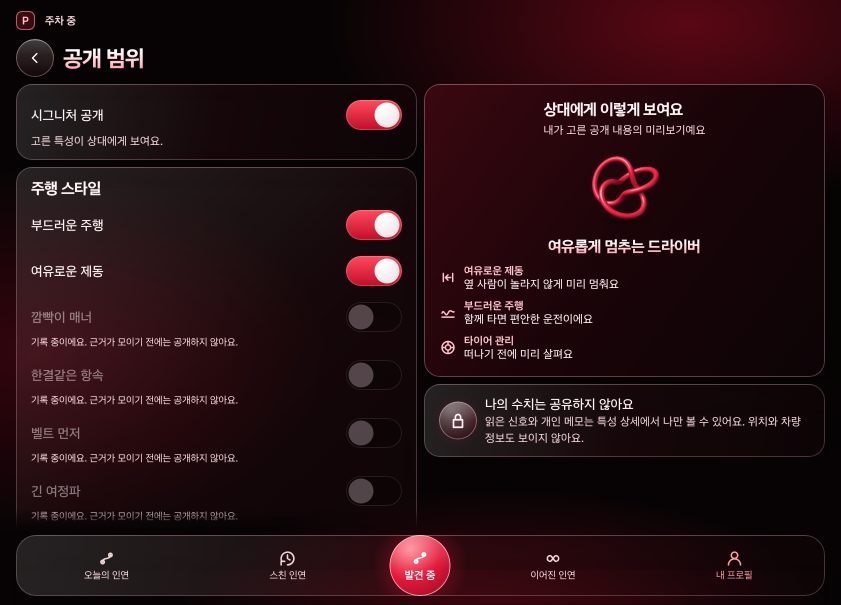 P 주차 중
공개 범위
시그니처 공개
고른 특성이 상대에게 보여요.
주행 스타일
부드러운 주행
여유로운 제동
깜빡이 매너
기록 중이에요. 근거가 모이기 전에는 공개하지 않아요.
한결같은 항속
기록 중이에요. 근거가 모이기 전에는 공개하지 않아요.
벨트 먼저
기록 중이에요. 근거가 모이기 전에는 공개하지 않아요.
긴 여정파
기록 중이에요. 근거가 모이기 전에는 공개하지 않아요.
상대에게 이렇게 보여요
내가 고른 공개 내용의 미리보기예요
여유롭게 멈추는 드라이버
여유로운 제동
옆 사람이 놀라지 않게 미리 멈춰요
부드러운 주행
함께 타면 편안한 운전이에요
타이어 관리
떠나기 전에 미리 살펴요
나의 수치는 공유하지 않아요
읽은 신호와 개인 메모는 특성 상세에서 나만 볼 수 있어요. 위치와 차량
정보도 보이지 않아요.
오늘의 인연
스친 인연
발견 중
이어진 인연
내 프로필